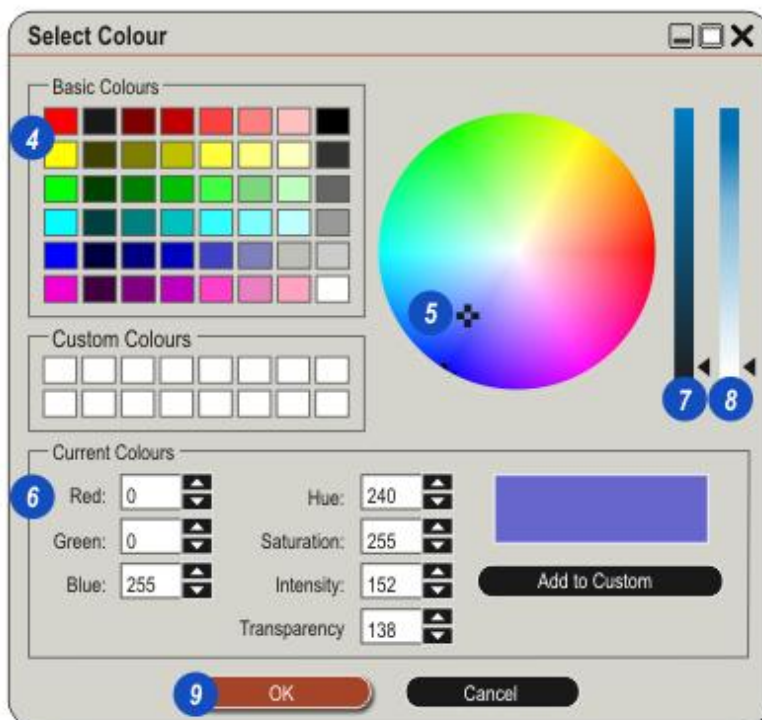 Select Colour
Basic Colours
4
Custom Colours
5
7
8
Current Colours
6
Red: 0
Hue: 240
Green: 0
Saturation: 255
Blue: 255
Intensity: 152
Add to Custom
Transparency 138
9
OK
Cancel